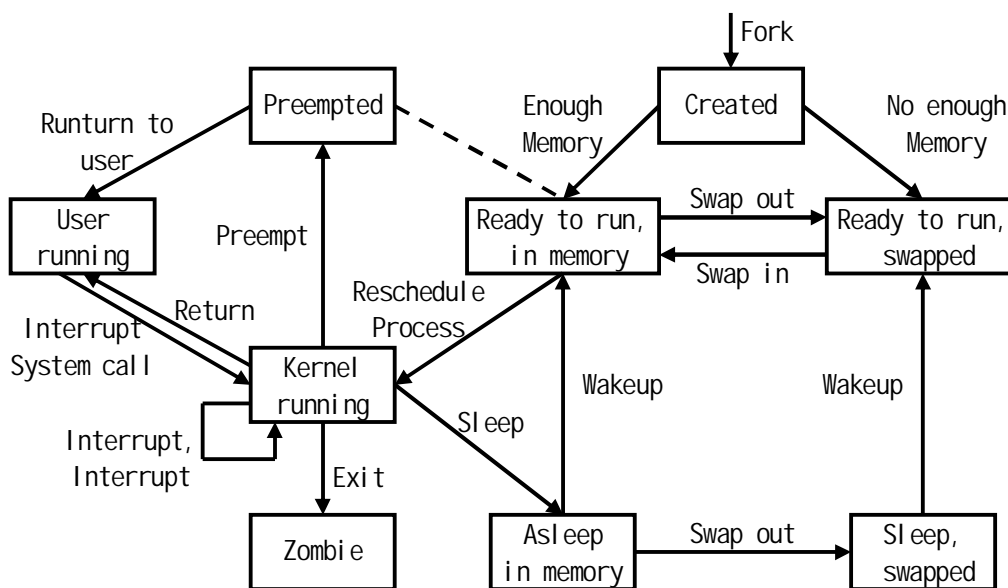 Fork
Preempted
Created
Enough
Memory
No enough
Memory
Runturn to
user
User
running
Preempt
Ready to run,
in memory
Swap out
Swap in
Ready to run,
swapped
Return
Interrupt
System call
Reschedule
Process
Kernel
running
Wakeup
Wakeup
Sleep
Interrupt,
Interrupt
Exit
Zombie
Asleep
in memory
Swap out
Sleep,
swapped